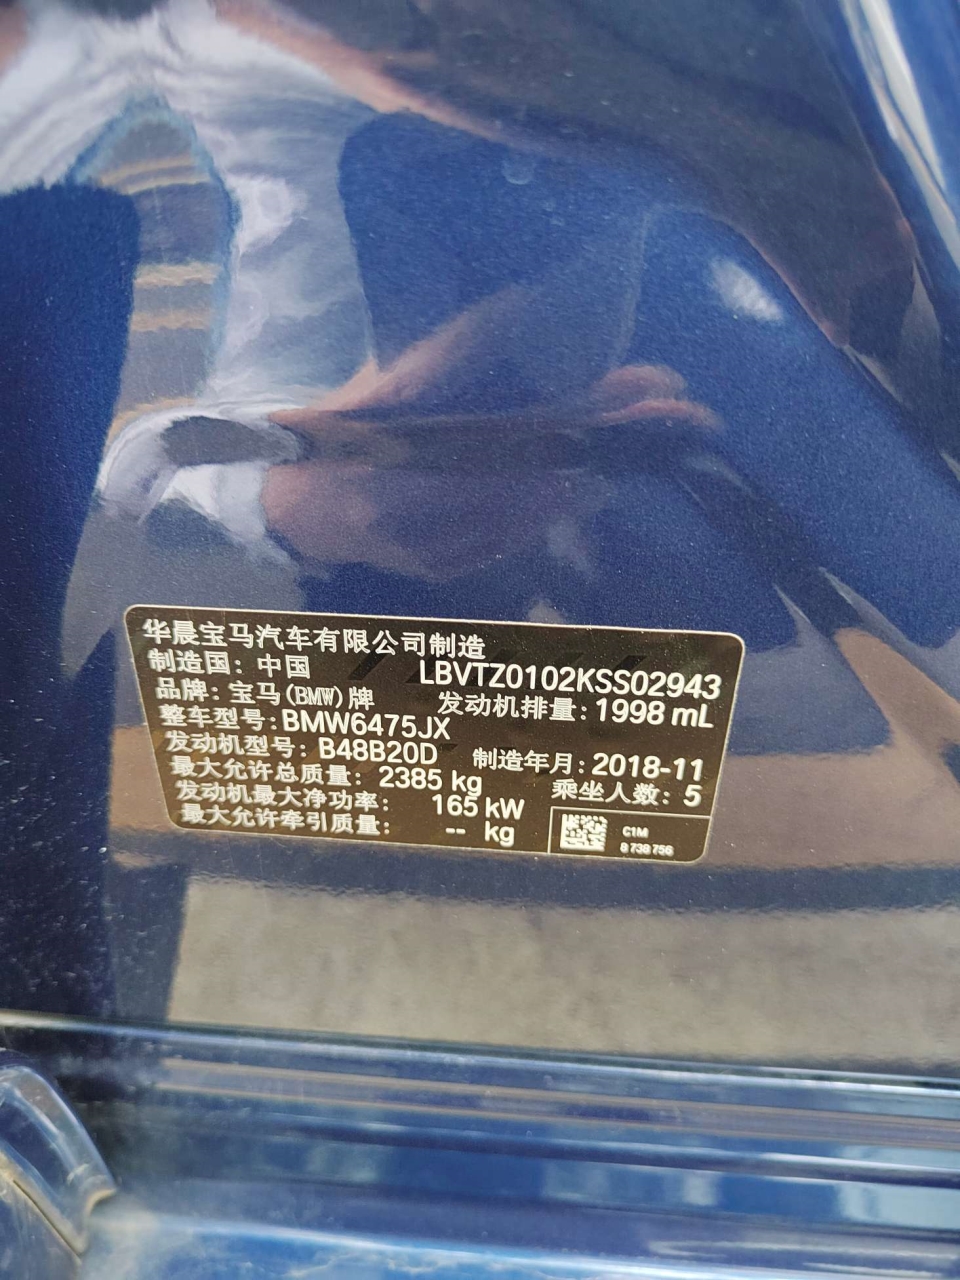 华晨宝马汽车有限公司制造
制造国：中国 LBVTZ0102KSS02943
品牌：宝马(BMW)牌 发动机排量：1998 mL
整车型号：BMW6475JX
发动机型号：B48B20D 制造年月：2018-11
最大允许总质量：2385 kg 乘坐人数：5
发动机最大净功率：165 kW
最大允许牵引质量：-- kg
C1M
8 738 756